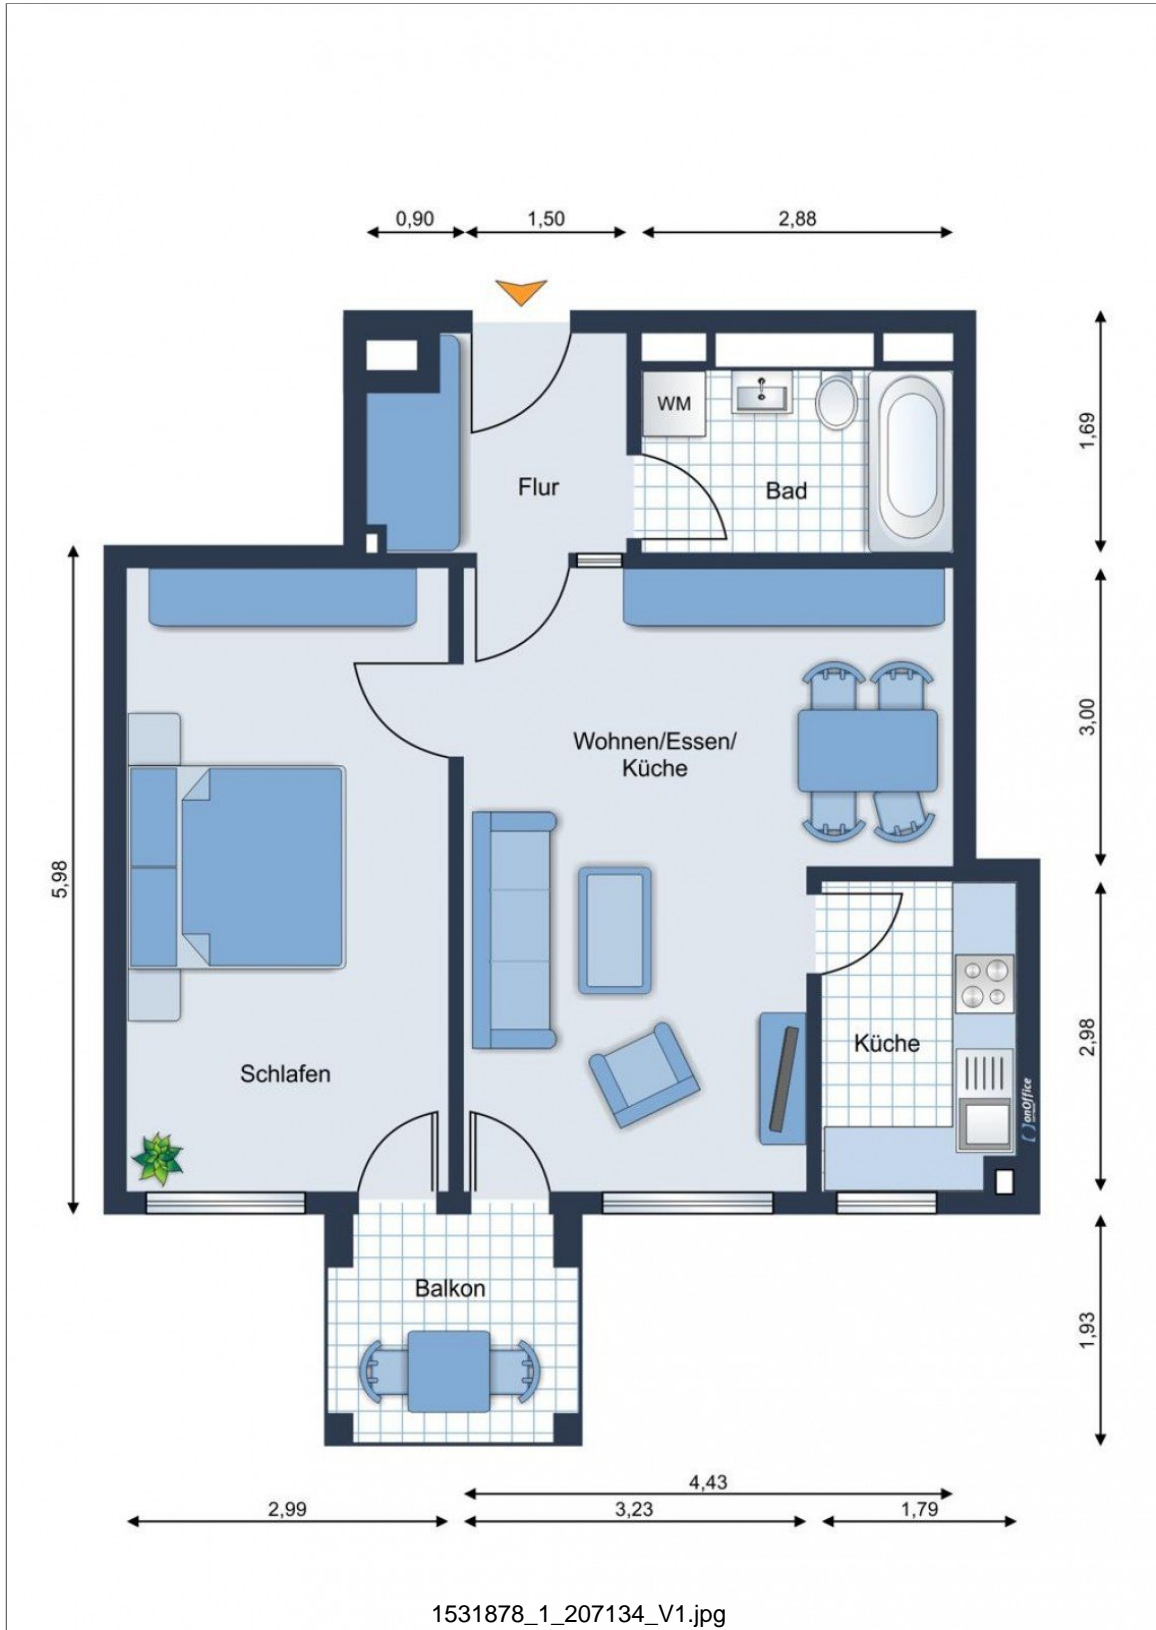 0,90
1,50
2,88
1,69
WM
Flur
Bad
3,00
Wohnen/Essen/
Küche
5,98
2,98
Küche
Schlafen
onOffice
Balkon
1,93
4,43
2,99
3,23
1,79
1531878_1_207134_V1.jpg